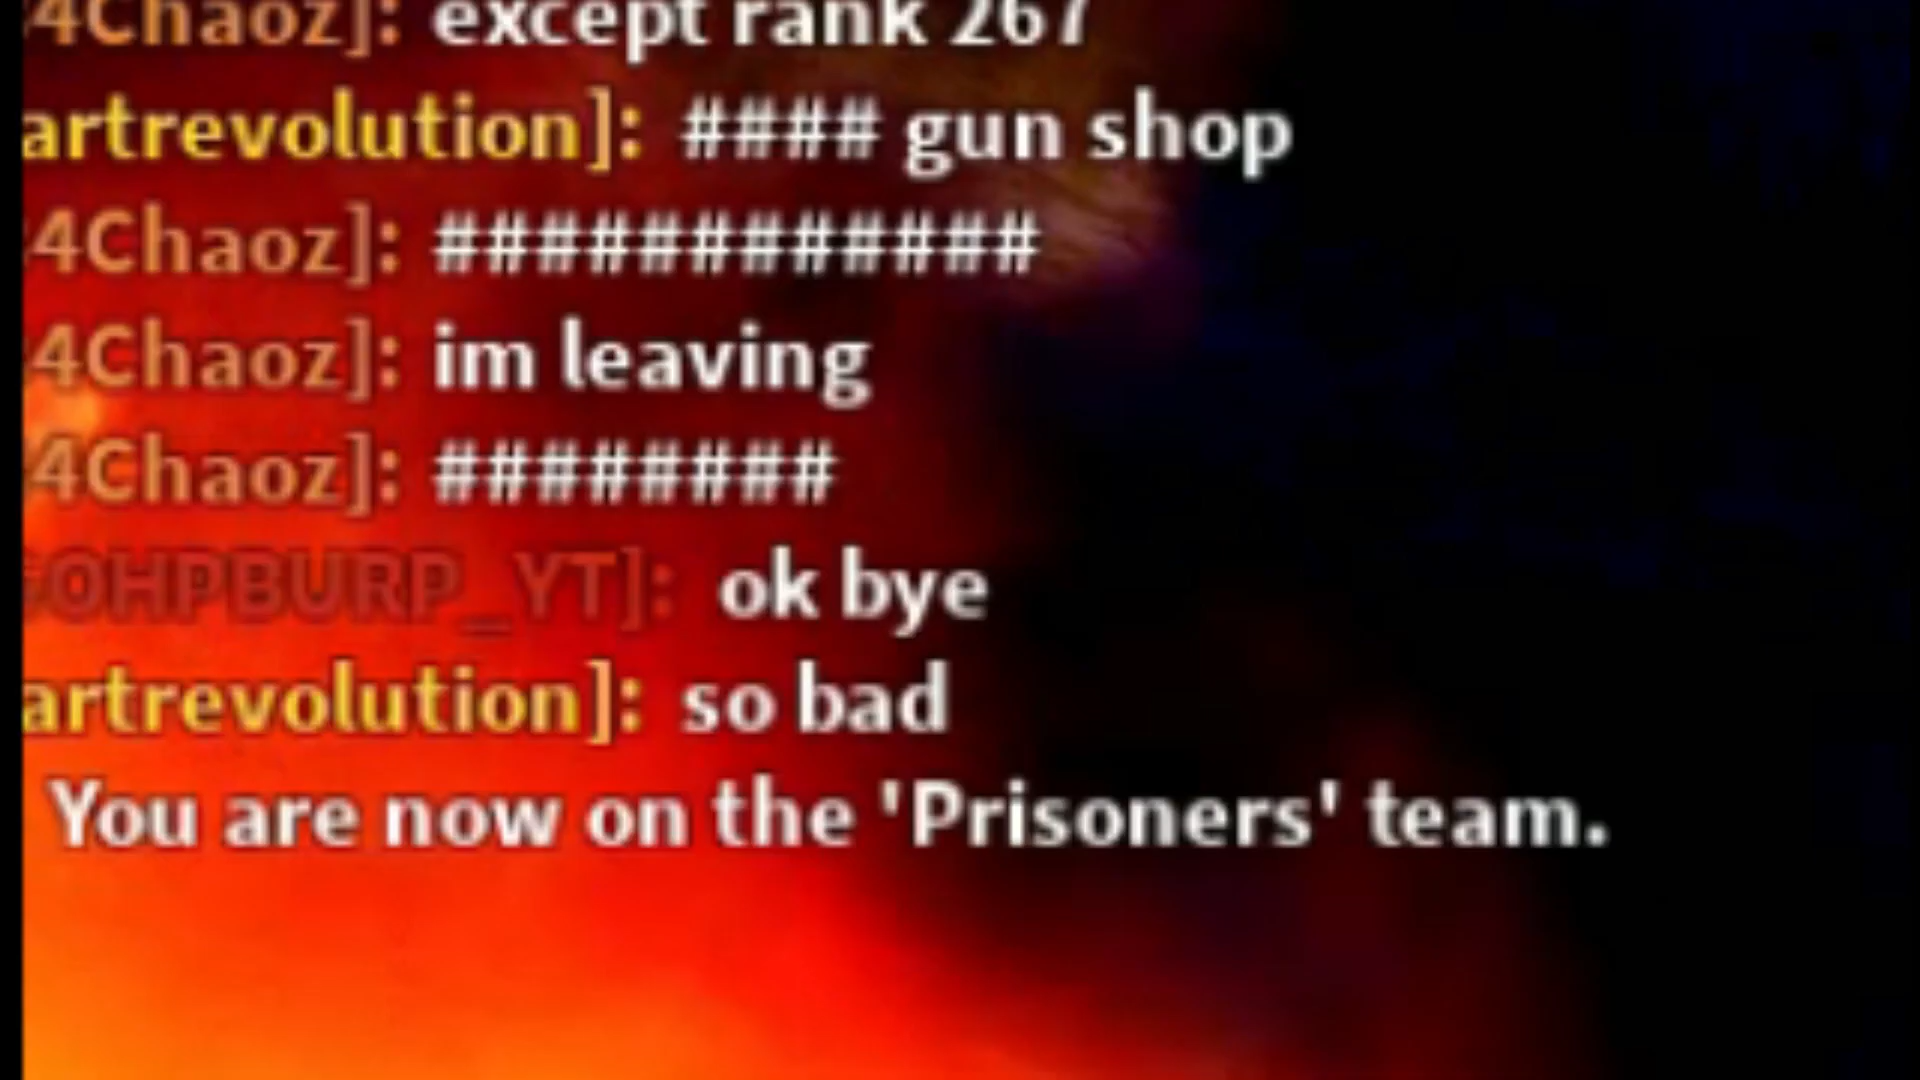 4Chaoz]: except rank 267
artrevolution]: #### gun shop
4Chaoz]: ############
4Chaoz]: im leaving
4Chaoz]: ########
OHPBURP_YT]: ok bye
artrevolution]: so bad
You are now on the 'Prisoners' team.